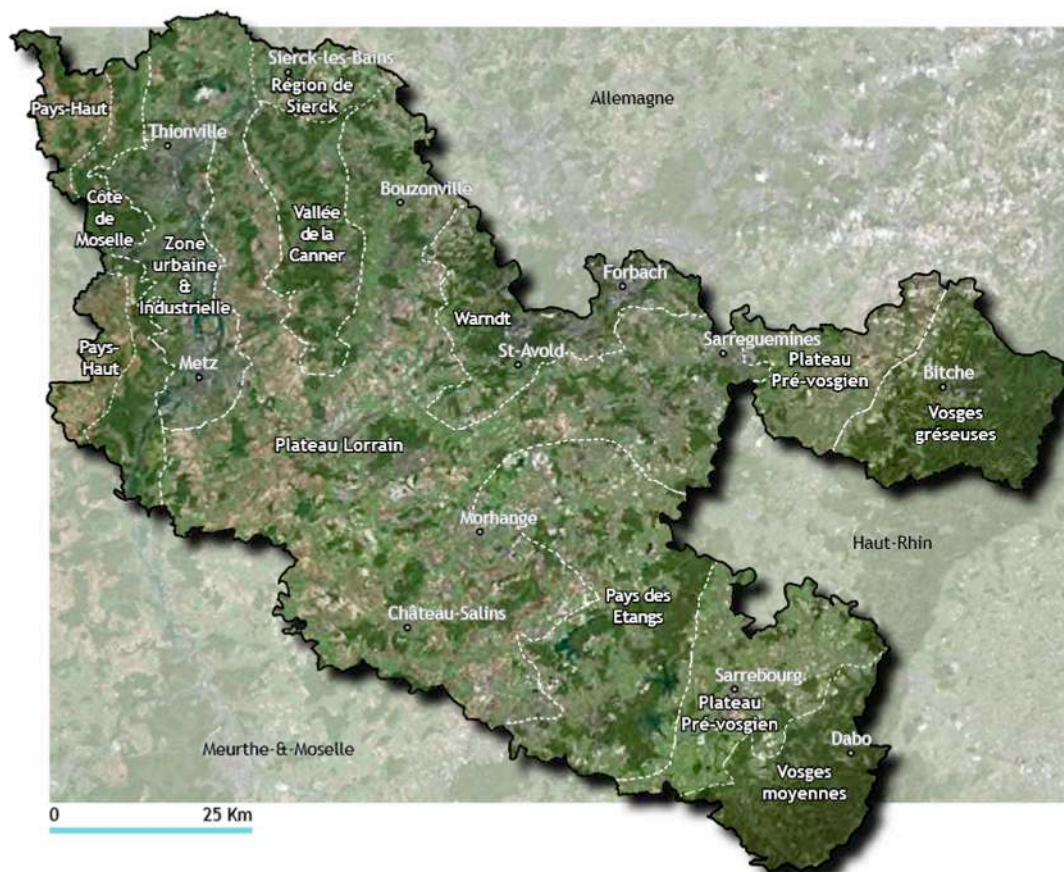 Sierck-les-Bains
Région de
Sierck
Allemagne
Pays-Haut
Thionville
Bouzonville
Côte
de
Moselle
Vallée
de la
Canner
Zone
urbaine
&
Industrielle
Forbach
Warndt
St-Avold
Sarreguemines
Pays-
Haut
Metz
Plateau
Pré-vosgien
Bitche
Vosges
gréseuses
Plateau Lorrain
Morhange
Haut-Rhin
Pays des
Etangs
Château-Salins
Sarrebourg
Plateau
Pré-vosgien
Meurthe-&-Moselle
Dabo
Vosges
moyennes
0 25 Km